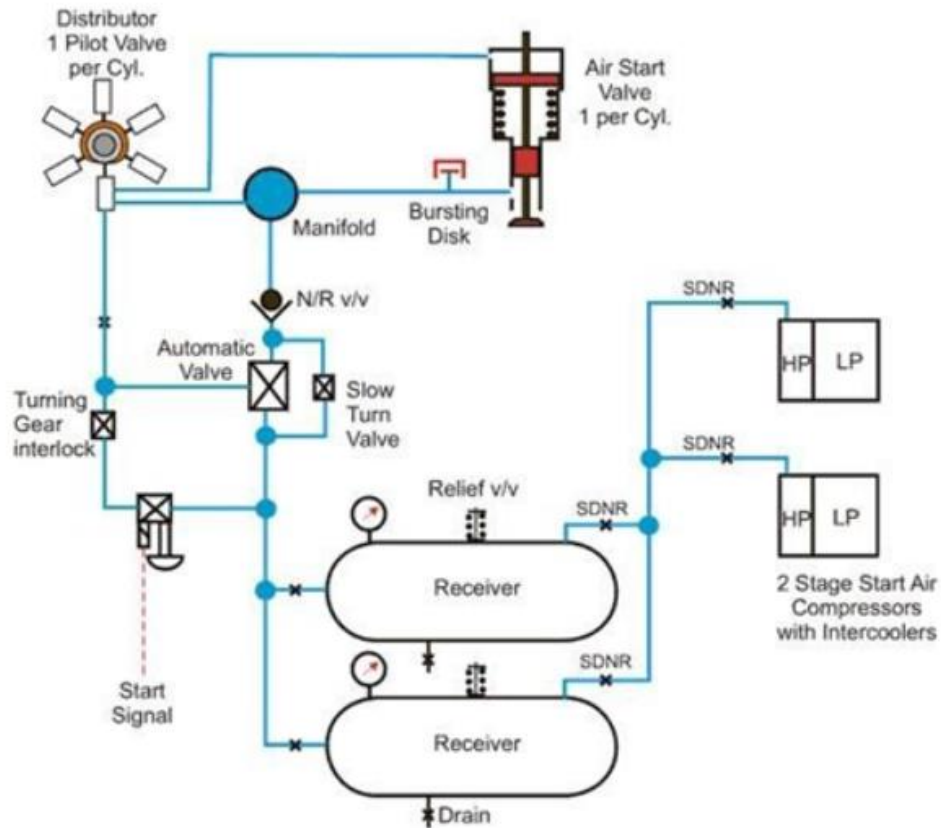 Distributor
1 Pilot Valve
per Cyl.
Air Start
Valve
1 per Cyl.
Manifold
Bursting
Disk
N/R v/v
SDNR
HP
LP
Automatic
Valve
Slow
Turn
Valve
Turning
Gear
interlock
SDNR
HP
LP
Relief v/v
SDNR
Receiver
2 Stage Start Air
Compressors
with Intercoolers
SDNR
Start
Signal
Receiver
Drain